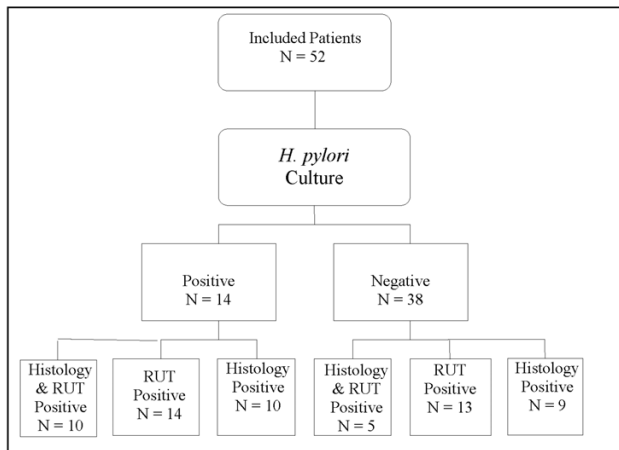 Included Patients
N = 52
H. pylori
Culture
Positive
N = 14
Negative
N = 38
Histology
& RUT
Positive
N = 10
RUT
Positive
N = 14
Histology
Positive
N = 10
Histology
& RUT
Positive
N = 5
RUT
Positive
N = 13
Histology
Positive
N = 9